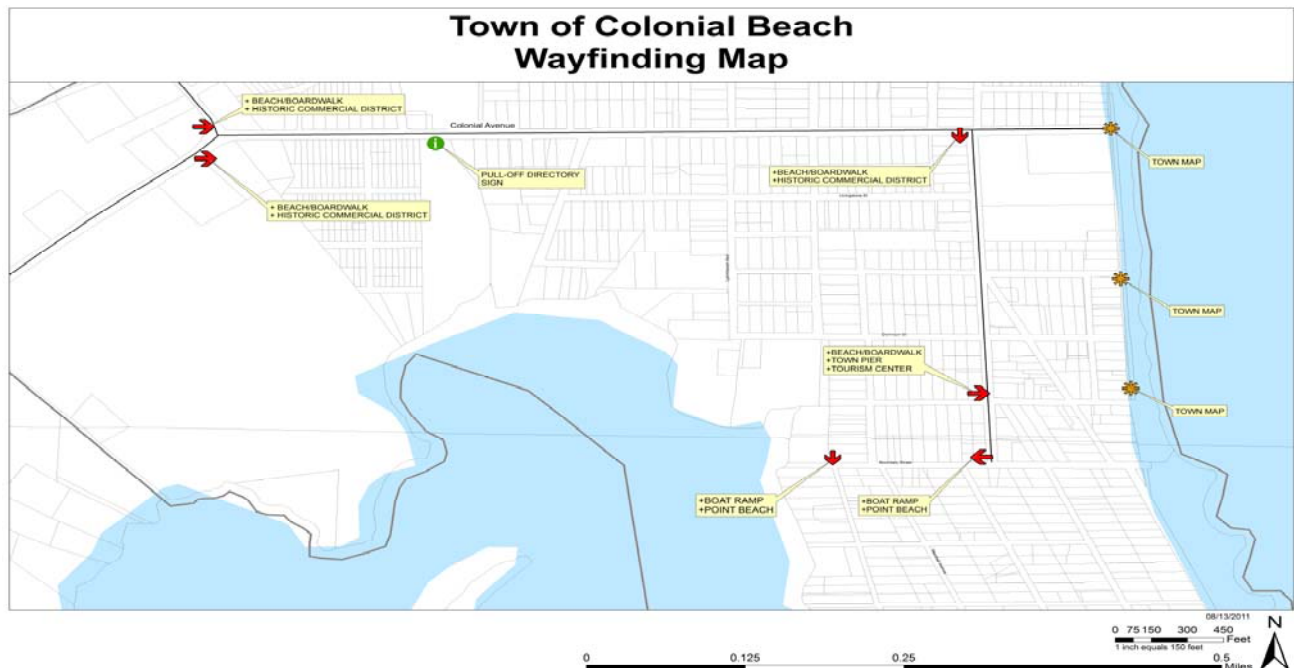 Town of Colonial Beach
Wayfinding Map
+ BEACH/BOARDWALK
+ HISTORIC COMMERCIAL DISTRICT
Colonial Avenue
PULL-OFF DIRECTORY
SIGN
+BEACH/BOARDWALK
+HISTORIC COMMERCIAL DISTRICT
TOWN MAP
+ BEACH/BOARDWALK
+ HISTORIC COMMERCIAL DISTRICT
TOWN MAP
+BEACH/BOARDWALK
+TOWN PIER
+TOURISM CENTER
TOWN MAP
+BOAT RAMP
+POINT BEACH
+BOAT RAMP
+POINT BEACH
08/13/2011
N
0 75 150 300 450
Feet
1 inch equals 150 feet
0 0.125 0.25 0.5
Miles